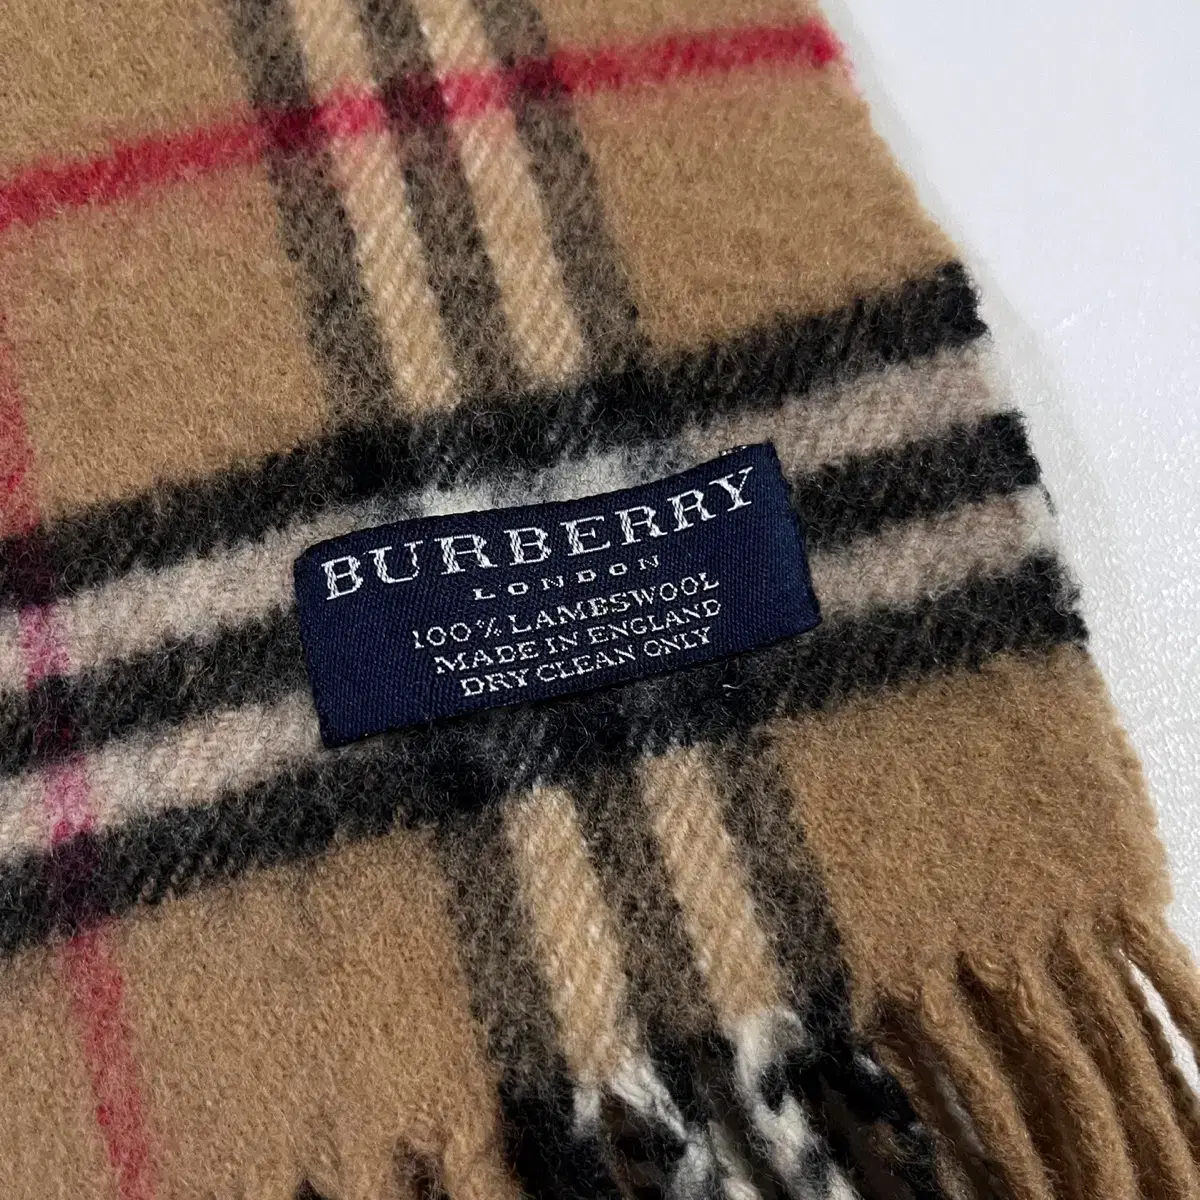 BURBERRY
LONDON
100% LAMBSWOOL
MADE IN ENGLAND
DRY CLEAN ONLY